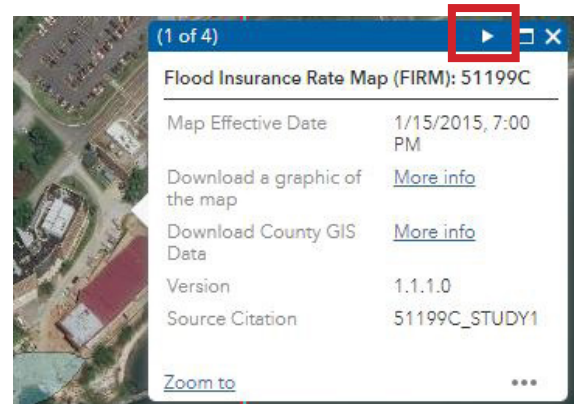 (1 of 4)
Flood Insurance Rate Map (FIRM): 51199C
Map Effective Date 1/15/2015, 7:00
PM
Download a graphic of More info
the map
Download County GIS More info
Data
Version 1.1.1.0
Source Citation 51199C_STUDY1
Zoom to